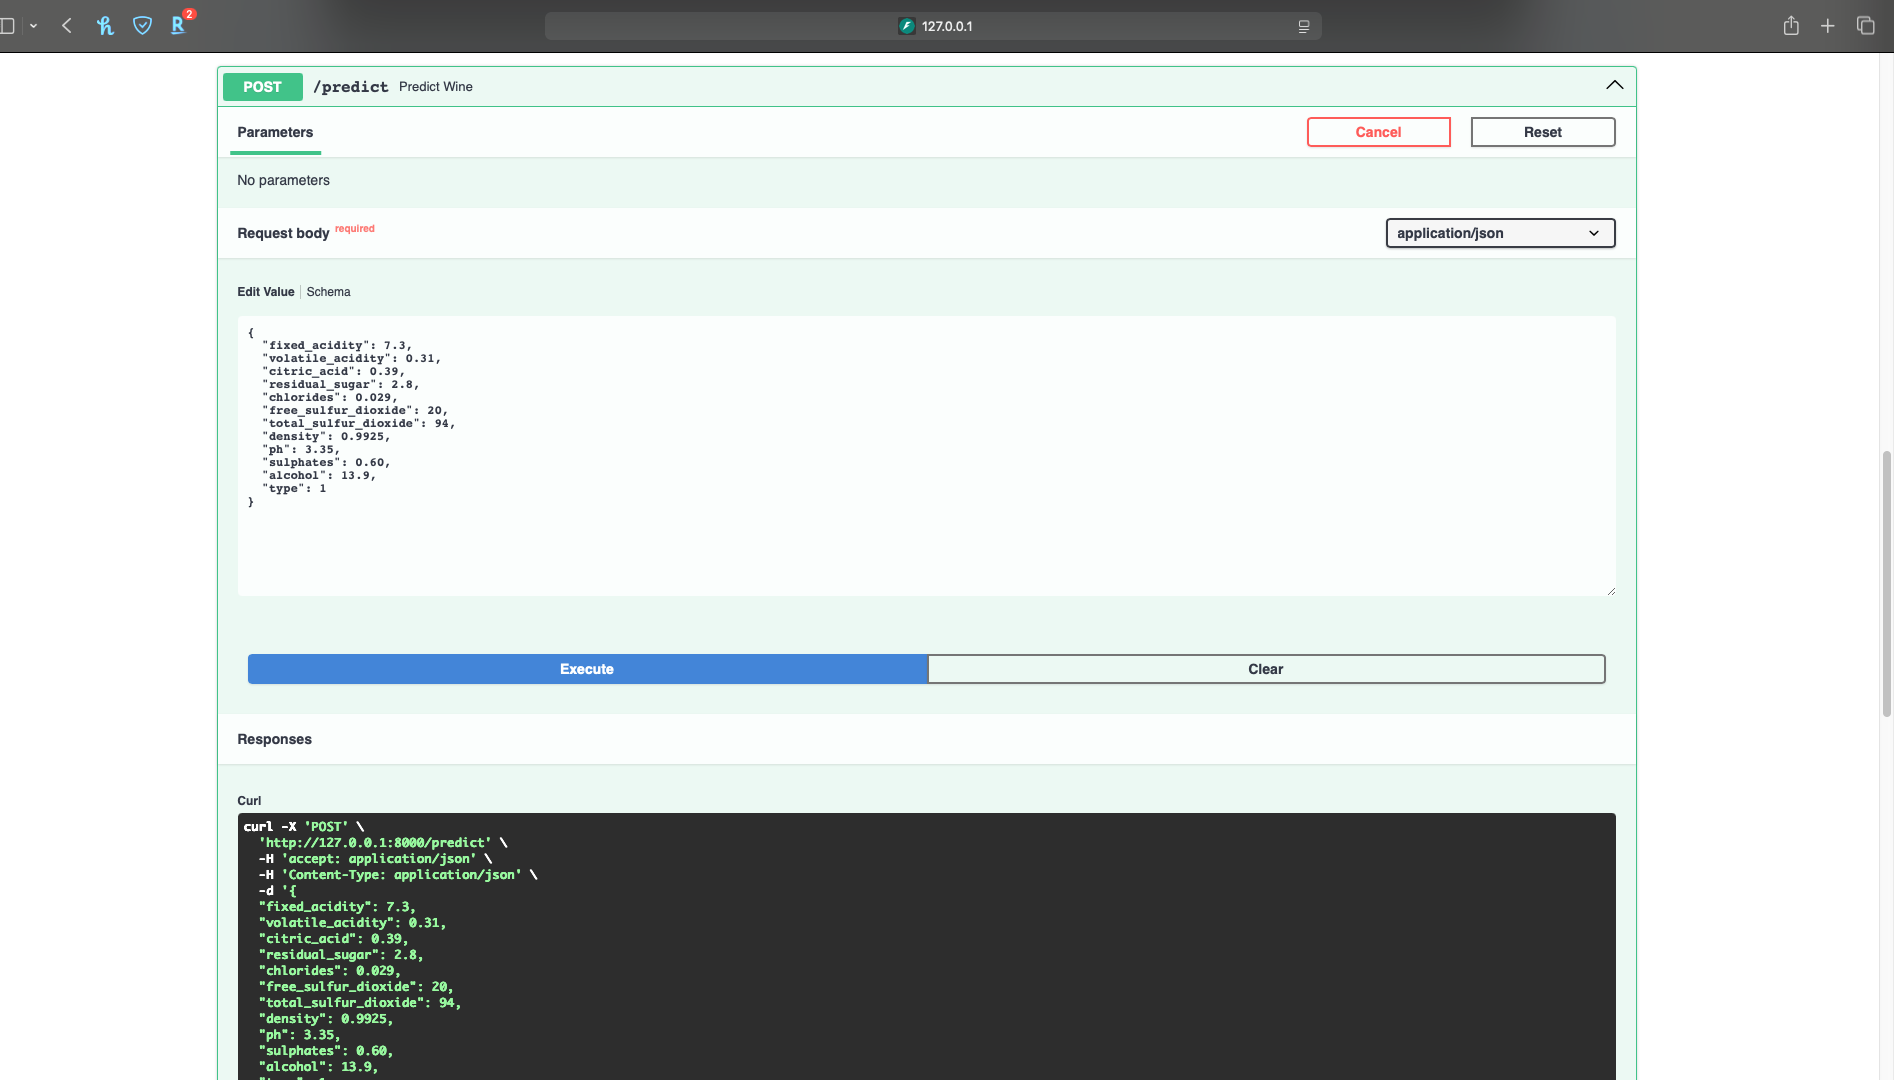 2
127.0.0.1
POST /predict Predict Wine
Parameters
Cancel
Reset
No parameters
Request body required
application/json
Edit Value Schema
{
"fixed_acidity": 7.3,
"volatile_acidity": 0.31,
"citric_acid": 0.39,
"residual_sugar": 2.8,
"chlorides": 0.029,
"free_sulfur_dioxide": 20,
"total_sulfur_dioxide": 94,
"density": 0.9925,
"ph": 3.35,
"sulphates": 0.60,
"alcohol": 13.9,
"type": 1
}
Execute
Clear
Responses
Curl
curl -X 'POST' \
'http://127.0.0.1:8000/predict' \
-H 'accept: application/json' \
-H 'Content-Type: application/json' \
-d '{
"fixed_acidity": 7.3,
"volatile_acidity": 0.31,
"citric_acid": 0.39,
"residual_sugar": 2.8,
"chlorides": 0.029,
"free_sulfur_dioxide": 20,
"total_sulfur_dioxide": 94,
"density": 0.9925,
"ph": 3.35,
"sulphates": 0.60,
"alcohol": 13.9,